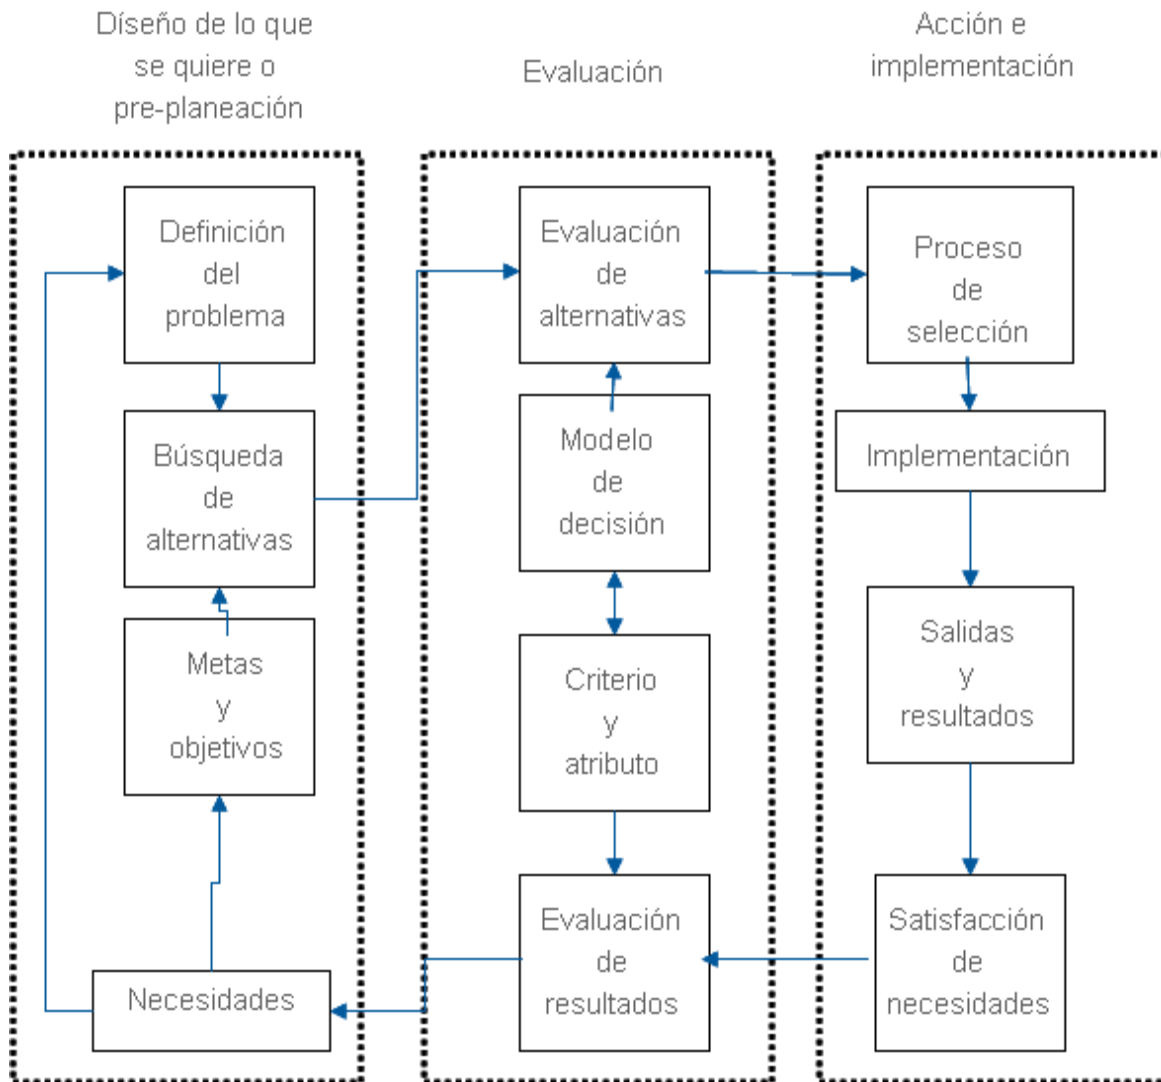 Díseño de lo que
se quiere o
pre-planeación
Evaluación
Acción e
implementación
Definición
del
problema
Búsqueda
de
alternativas
Metas
y
objetivos
Necesidades
Evaluación
de
alternativas
Modelo
de
decisión
Criterio
y
atributo
Evaluación
de
resultados
Proceso
de
selección
Implementación
Salidas
y
resultados
Satisfacción
de
necesidades